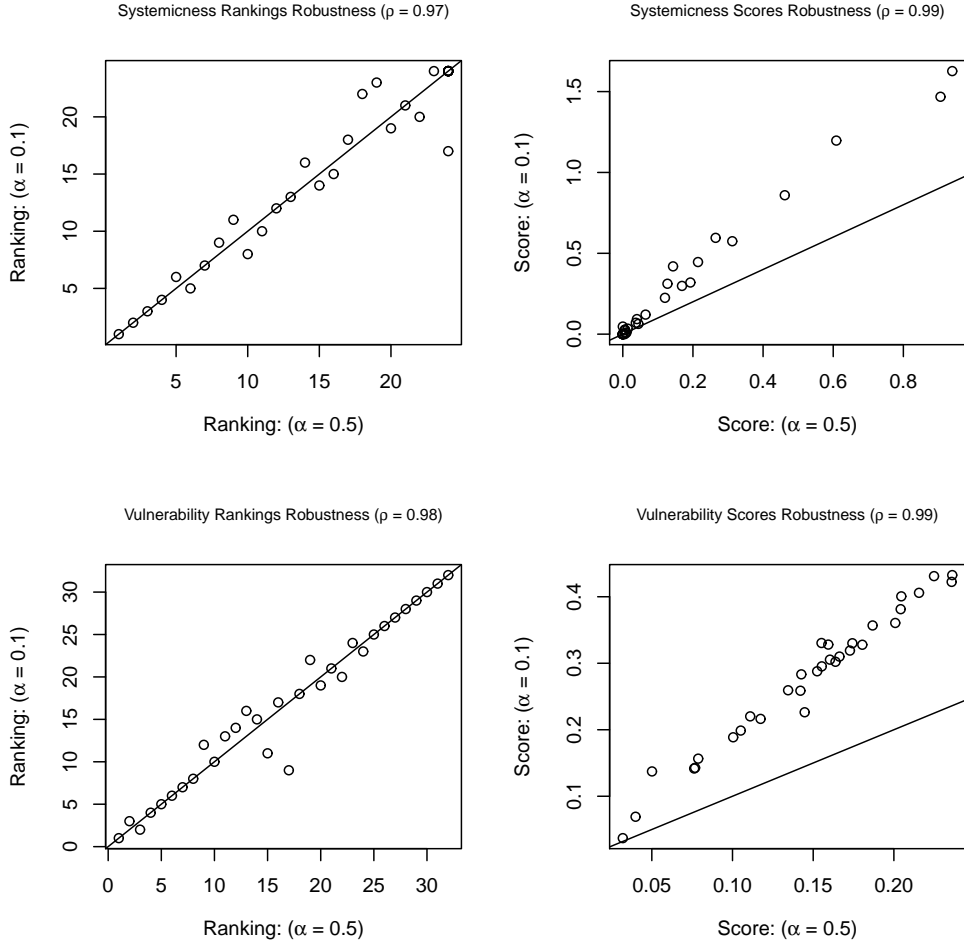 Systemicness Rankings Robustness (ρ = 0.97)
Ranking: (α = 0.1)
20
15
10
5
5 10 15 20
Ranking: (α = 0.5)
Systemicness Scores Robustness (ρ = 0.99)
Score: (α = 0.1)
1.5
1.0
0.5
0.0
0.0 0.2 0.4 0.6 0.8
Score: (α = 0.5)
Vulnerability Rankings Robustness (ρ = 0.98)
Ranking: (α = 0.1)
30
25
20
15
10
5
0
0 5 10 15 20 25 30
Ranking: (α = 0.5)
Vulnerability Scores Robustness (ρ = 0.99)
Score: (α = 0.1)
0.4
0.3
0.2
0.1
0.05 0.10 0.15 0.20
Score: (α = 0.5)